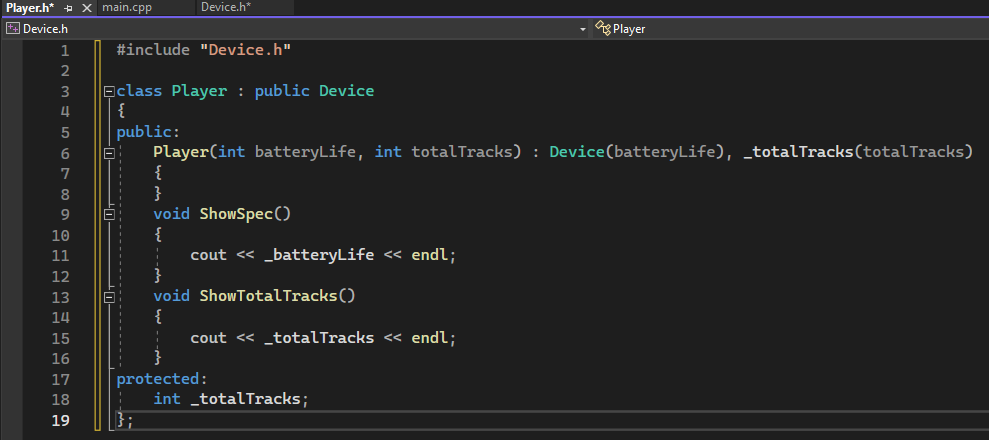 Player.h* main.cpp Device.h*
Device.h Player
1 #include "Device.h"
2
3 class Player : public Device
4 {
5 public:
6 Player(int batteryLife, int totalTracks) : Device(batteryLife), _totalTracks(totalTracks)
7 {
8 }
9 void ShowSpec()
10 {
11 cout << _batteryLife << endl;
12 }
13 void ShowTotalTracks()
14 {
15 cout << _totalTracks << endl;
16 }
17 protected:
18 int _totalTracks;
19 };